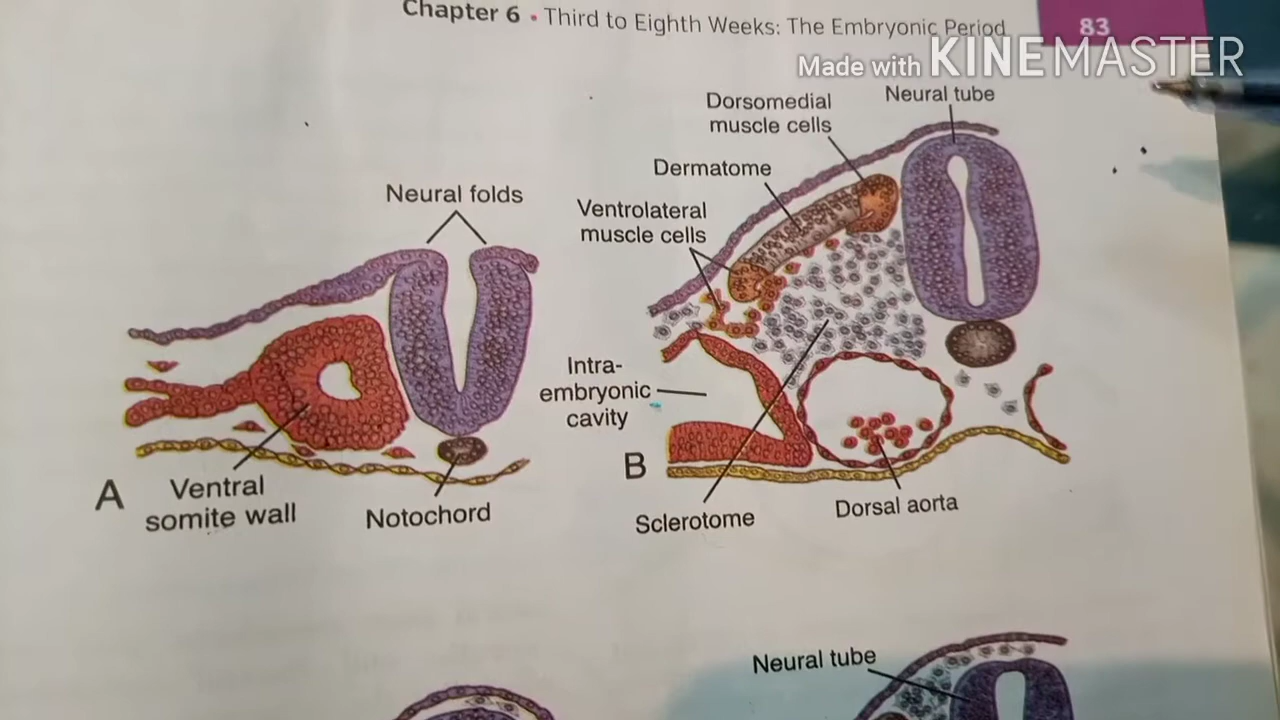 Chapter 6 • Third to Eighth Weeks: The Embryonic Period
83
Made with KINEMASTER
Neural folds
Ventral
somite wall
Notochord
A
Dorsomedial
muscle cells
Neural tube
Dermatome
Ventrolateral
muscle cells
Intra-
embryonic
cavity
B
Sclerotome
Dorsal aorta
Neural tube